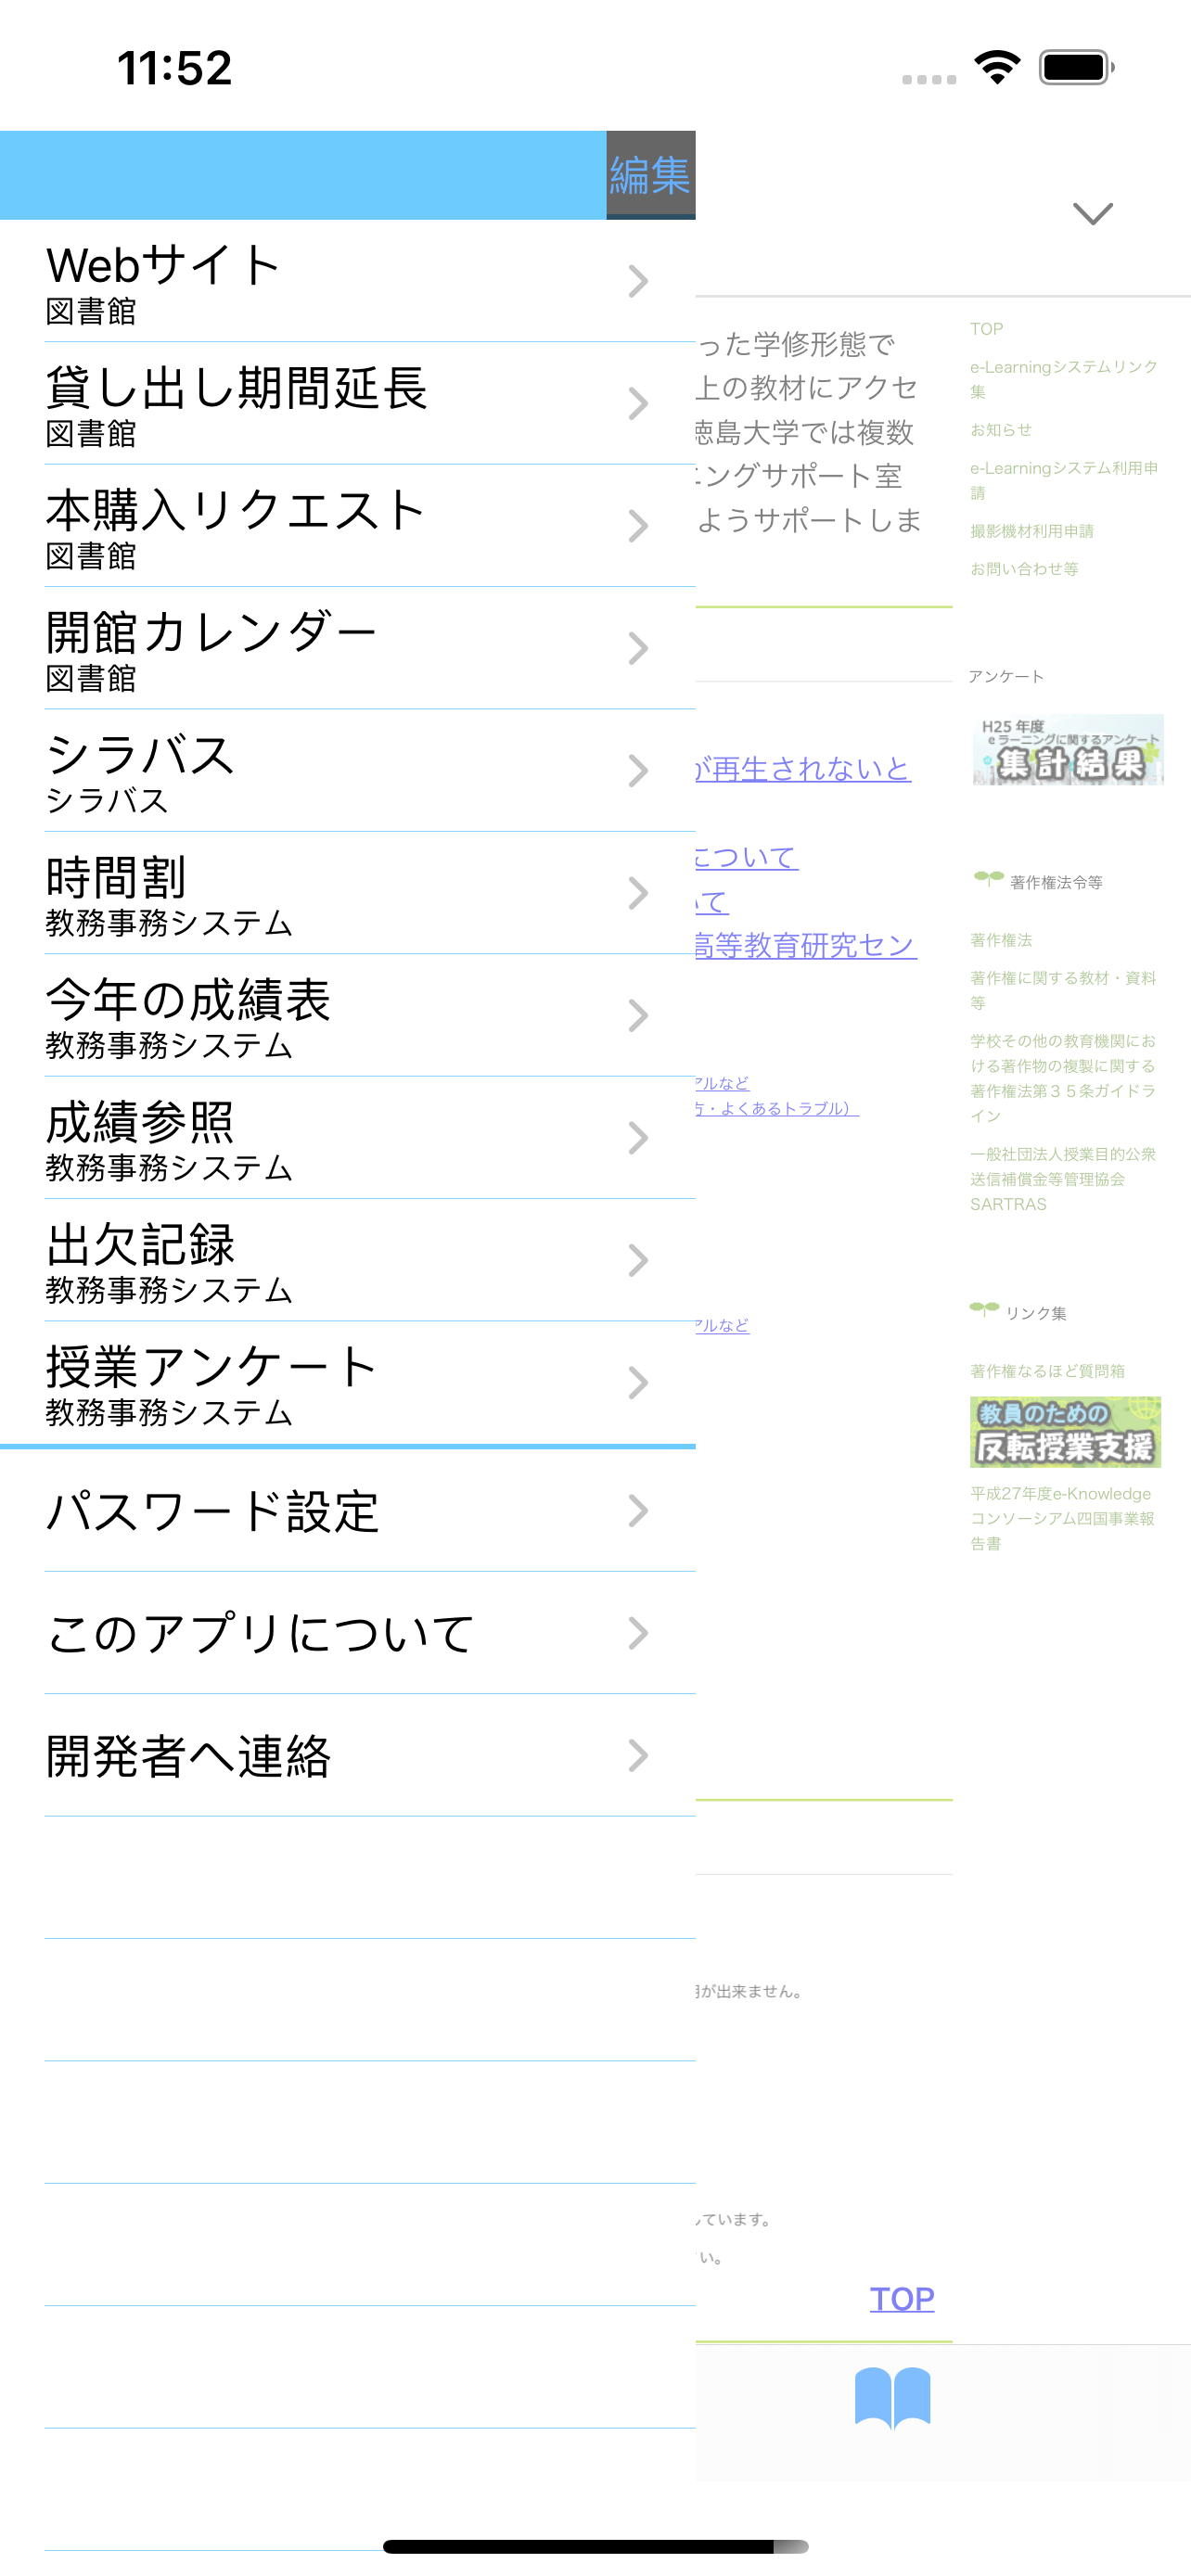 11:52
編集
Webサイト
図書館
貸し出し期間延長
図書館
本購入リクエスト
図書館
開館カレンダー
図書館
シラバス
シラバス
時間割
教務事務システム
今年の成績表
教務事務システム
成績参照
教務事務システム
出欠記録
教務事務システム
授業アンケート
教務事務システム
パスワード設定
このアプリについて
開発者へ連絡
った学修形態で
上の教材にアクセ
徳島大学では複数
ニングサポート室
ようサポートしま
が再生されないと
について
いて
高等教育研究セン
アルなど
方・よくあるトラブル）
アルなど
用が出来ません。
しています。
い。
TOP
TOP
e-Learningシステムリンク
集
お知らせ
e-Learningシステム利用申
請
撮影機材利用申請
お問い合わせ等
アンケート
H25 年度
eラーニングに関するアンケート
集計結果
著作権法令等
著作権法
著作権に関する教材・資料
等
学校その他の教育機関にお
ける著作物の複製に関する
著作権法第３５条ガイドラ
イン
一般社団法人授業目的公衆
送信補償金等管理協会
SARTRAS
リンク集
著作権なるほど質問箱
教員のための
反転授業支援
平成27年度e-Knowledge
コンソーシアム四国事業報
告書